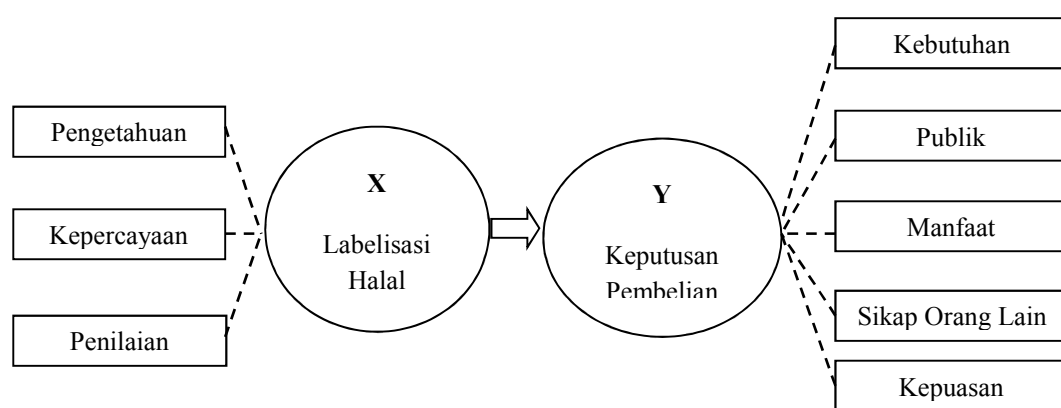 Pengetahuan
Kepercayaan
Penilaian
X
Labelisasi
Halal
Y
Keputusan
Pembelian
Kebutuhan
Publik
Manfaat
Sikap Orang Lain
Kepuasan